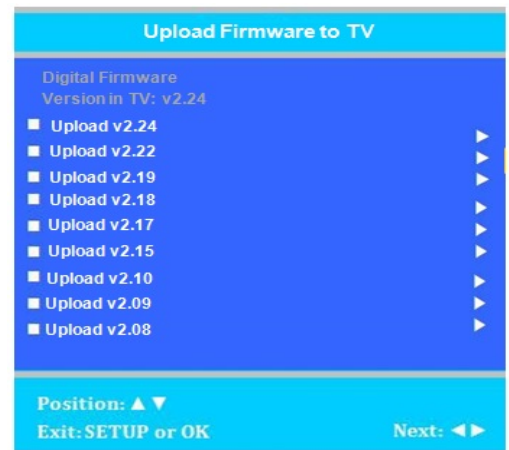 Upload Firmware to TV
Digital Firmware
Version in TV: v2.24
Upload v2.24
Upload v2.22
Upload v2.19
Upload v2.18
Upload v2.17
Upload v2.15
Upload v2.10
Upload v2.09
Upload v2.08
Position: ▲ ▼
Exit: SETUP or OK Next: ◀ ▶